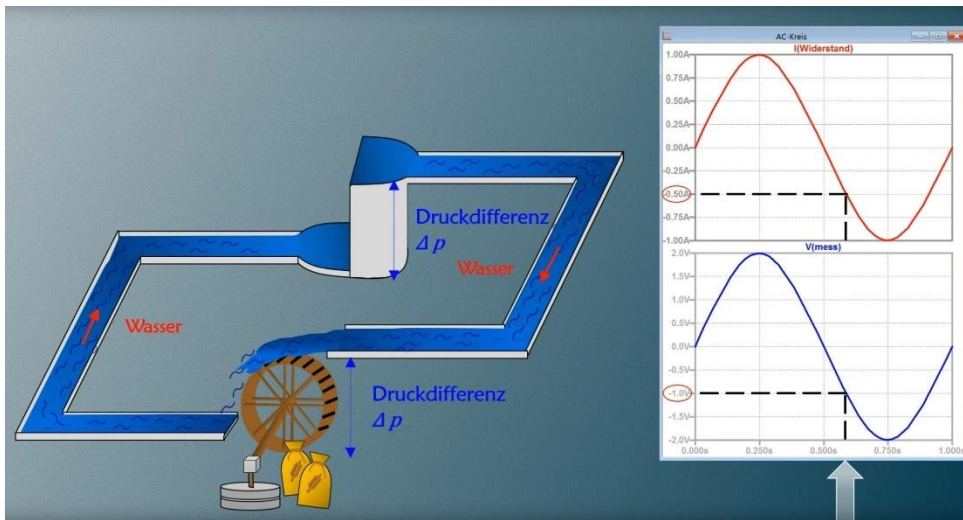 AC-Kreis
I(Widerstand)
1.00A
0.75A
0.50A
0.25A
0.00A
-0.25A
-0.50A
-0.75A
-1.00A
V(mess)
2.0V
1.5V
1.0V
0.5V
0.0V
-0.5V
-1.0V
-1.5V
-2.0V
0.000s
0.250s
0.500s
0.750s
1.000s
Druckdifferenz
Δ p
Wasser
Wasser
Druckdifferenz
Δ p